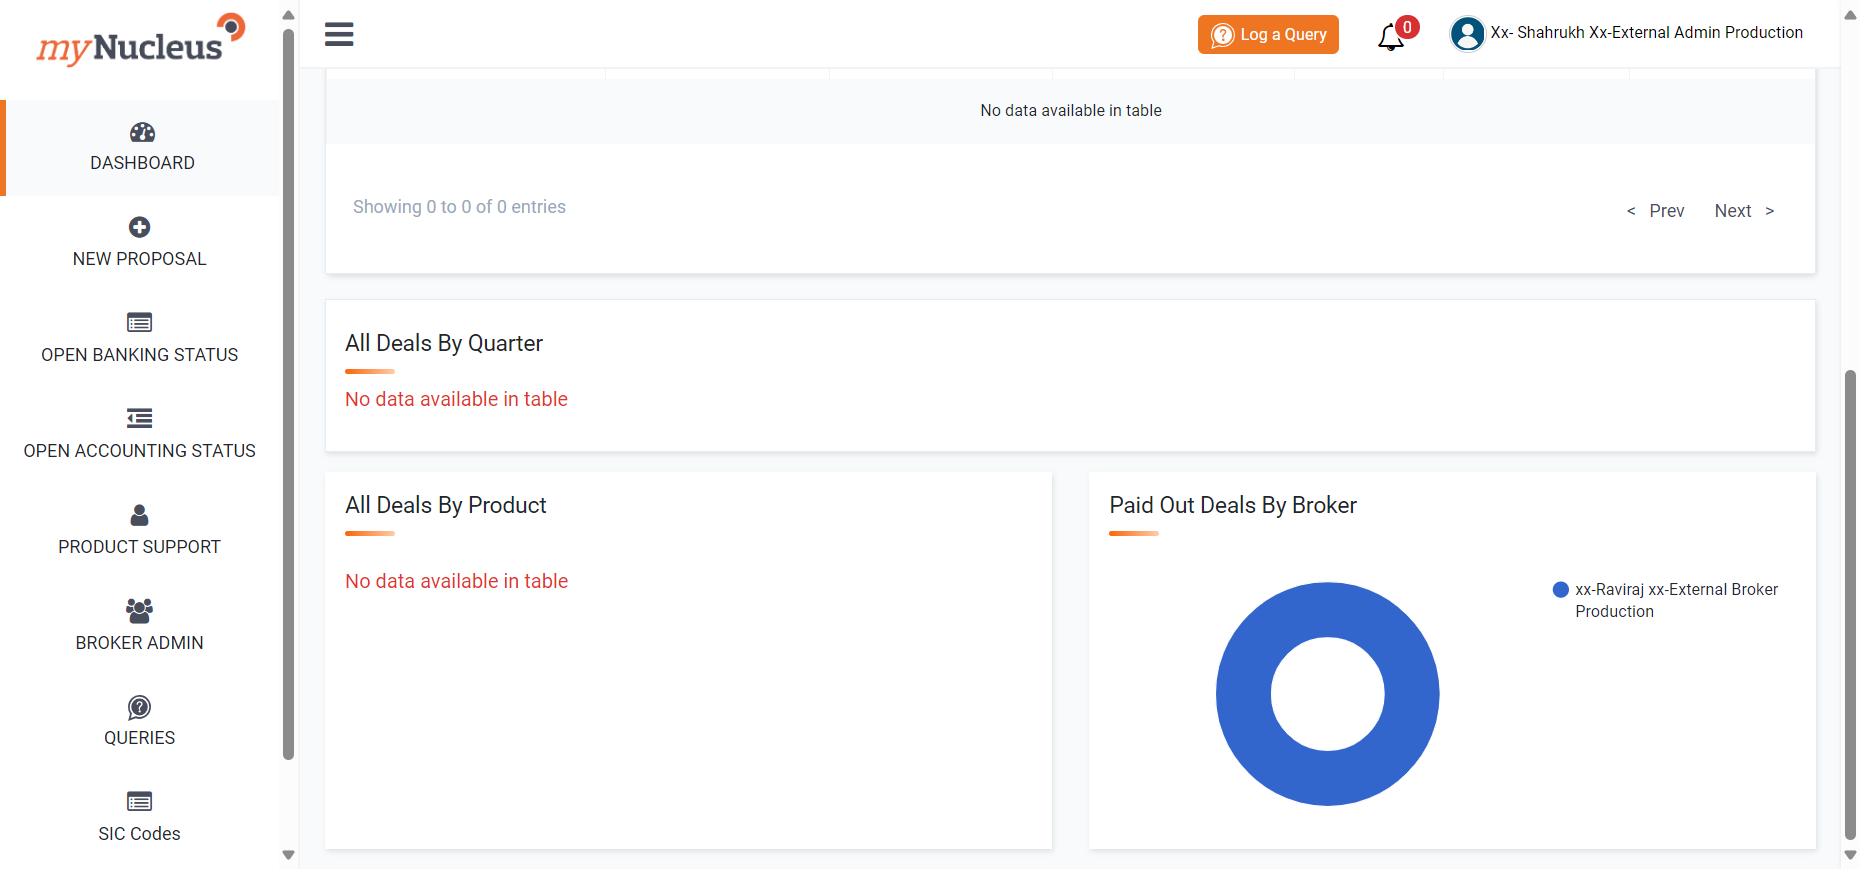 myNucleus
Log a Query
0
Xx- Shahrukh Xx-External Admin Production
DASHBOARD
NEW PROPOSAL
OPEN BANKING STATUS
OPEN ACCOUNTING STATUS
PRODUCT SUPPORT
BROKER ADMIN
QUERIES
SIC Codes
No data available in table
Showing 0 to 0 of 0 entries
< Prev Next >
All Deals By Quarter
No data available in table
All Deals By Product
No data available in table
Paid Out Deals By Broker
xx-Raviraj xx-External Broker
Production